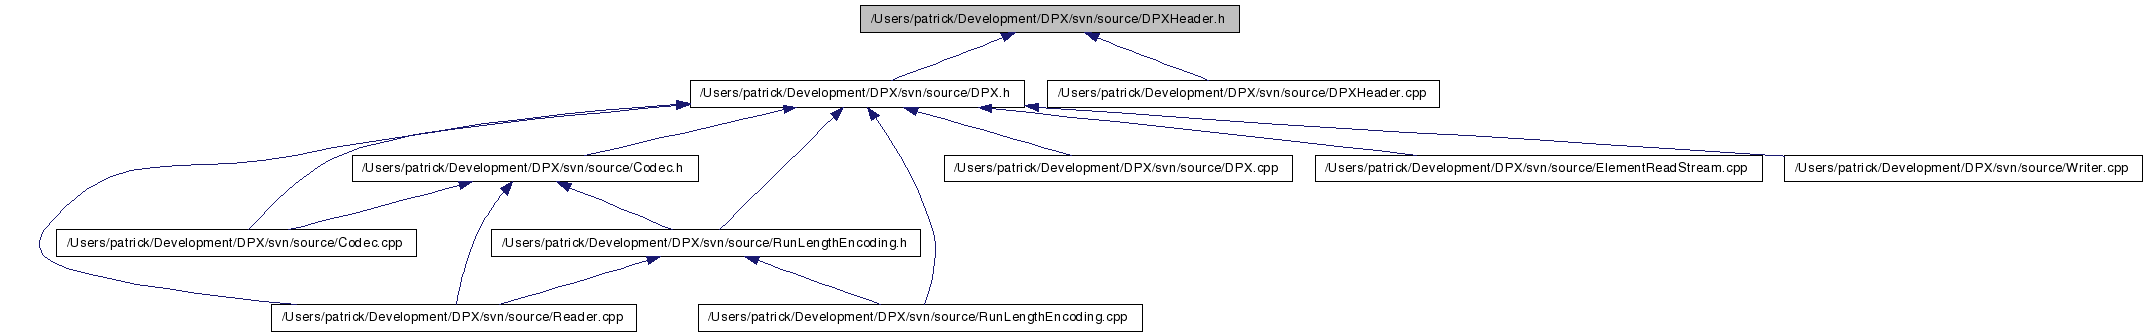 /Users/patrick/Development/DPX/svn/source/DPXHeader.h
/Users/patrick/Development/DPX/svn/source/DPX.h
/Users/patrick/Development/DPX/svn/source/DPXHeader.cpp
/Users/patrick/Development/DPX/svn/source/Codec.h
/Users/patrick/Development/DPX/svn/source/DPX.cpp
/Users/patrick/Development/DPX/svn/source/ElementReadStream.cpp
/Users/patrick/Development/DPX/svn/source/Writer.cpp
/Users/patrick/Development/DPX/svn/source/Codec.cpp
/Users/patrick/Development/DPX/svn/source/RunLengthEncoding.h
/Users/patrick/Development/DPX/svn/source/Reader.cpp
/Users/patrick/Development/DPX/svn/source/RunLengthEncoding.cpp